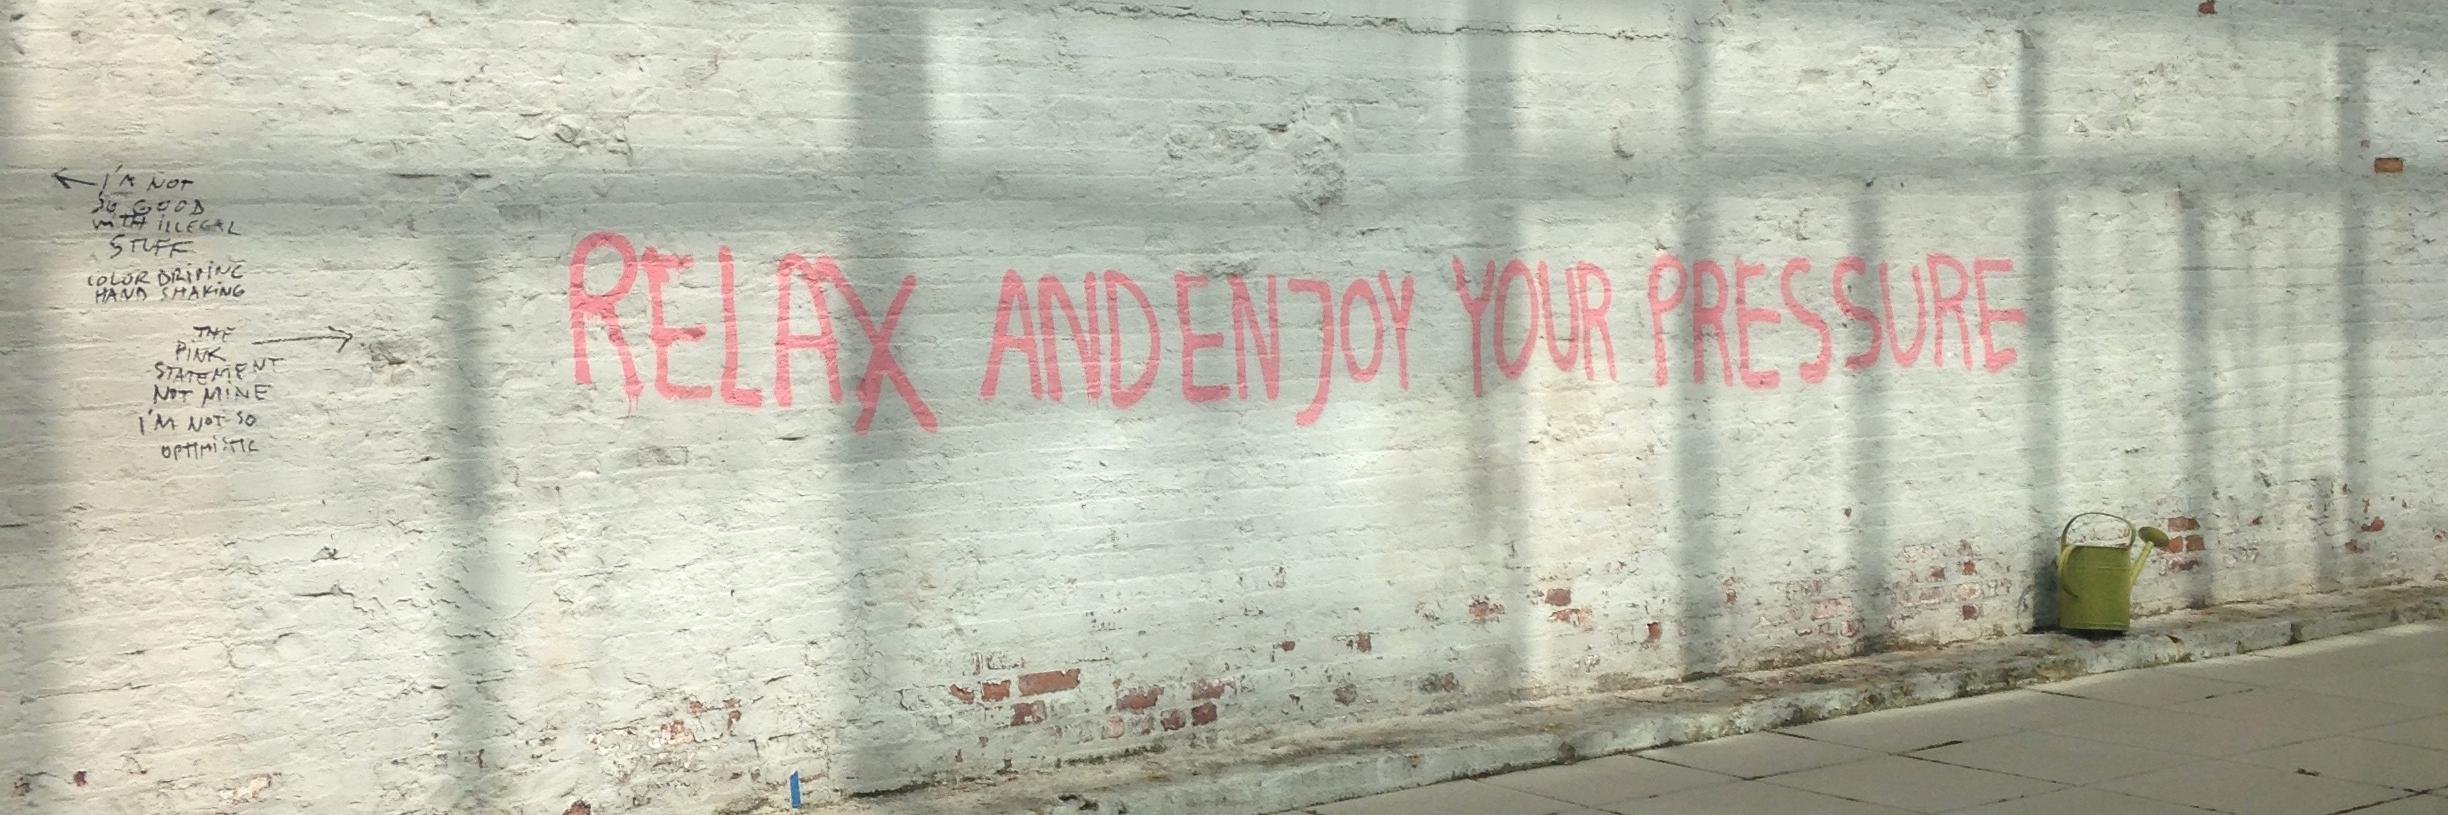 I'M NOT
SO GOOD
WITH ILLEGAL
STUFF
COLOR DRIPING
HAND SHAKING
THE
PINK
STATEMENT
NOT MINE
I'M NOT SO
OPTIMISTIC
RELAX AND ENJOY YOUR PRESSURE